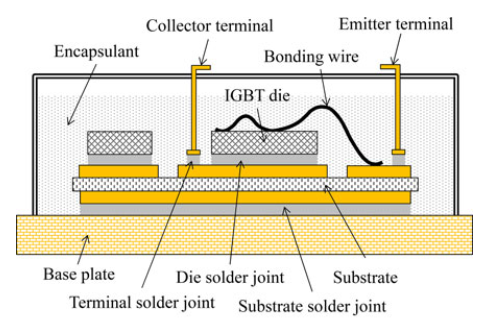 Collector terminal
Emitter terminal
Encapsulant
Bonding wire
IGBT die
Base plate
Die solder joint
Substrate
Terminal solder joint
Substrate solder joint